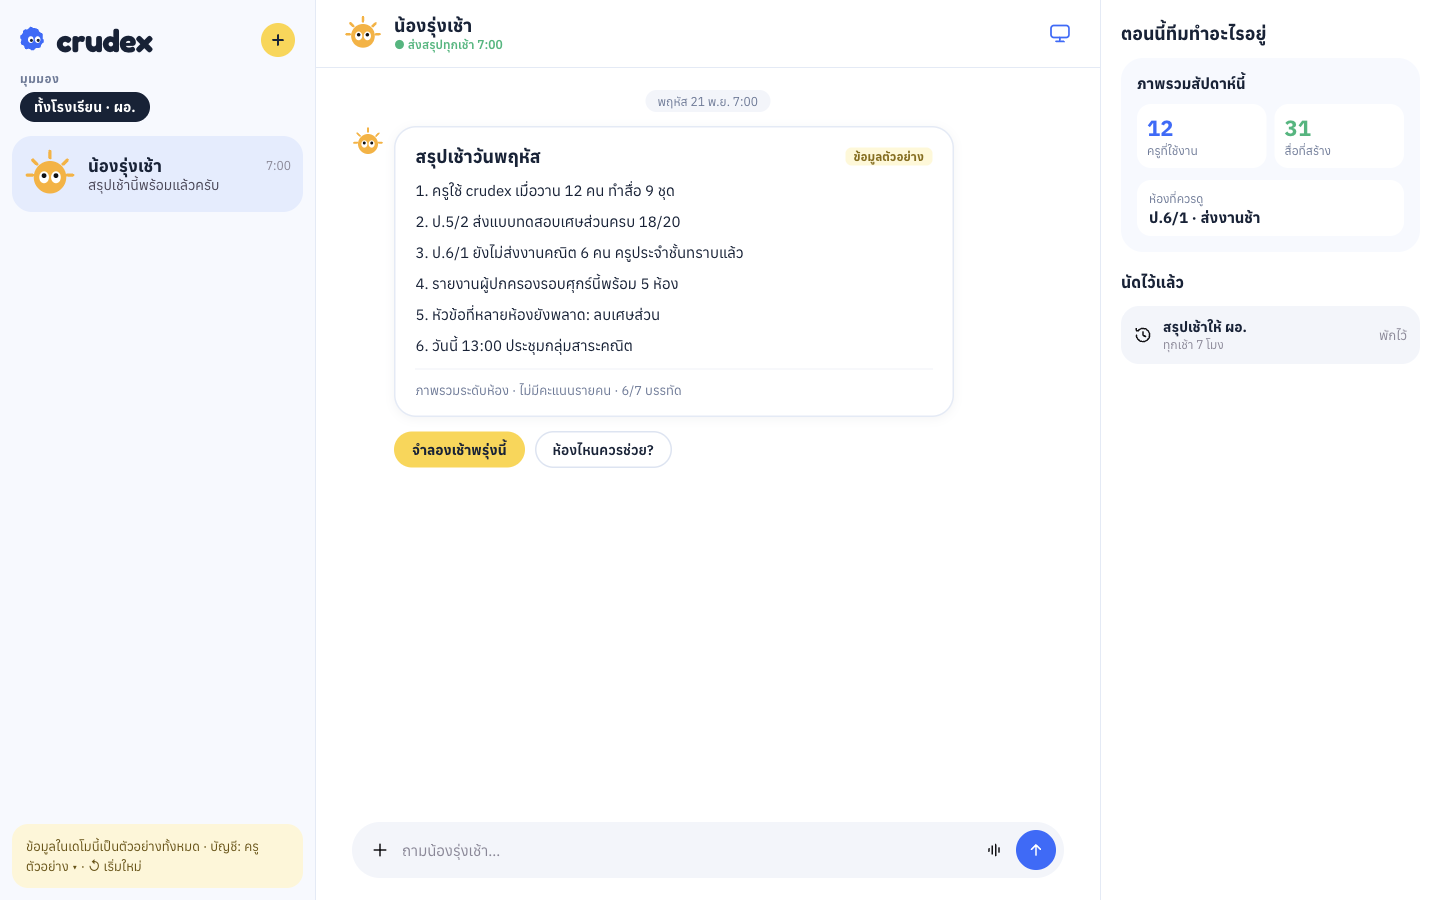 crudex
มุมมอง
ทั้งโรงเรียน · ผอ.
น้องรุ่งเช้า
7:00
สรุปเช้านี้พร้อมแล้วครับ
ข้อมูลในเดโมนี้เป็นตัวอย่างทั้งหมด · บัญชี: ครู
ตัวอย่าง ▾ · เริ่มใหม่
น้องรุ่งเช้า
ส่งสรุปทุกเช้า 7:00
พฤหัส 21 พ.ย. 7:00
สรุปเช้าวันพฤหัส
ข้อมูลตัวอย่าง
1. ครูใช้ crudex เมื่อวาน 12 คน ทำสื่อ 9 ชุด
2. ป.5/2 ส่งแบบทดสอบเศษส่วนครบ 18/20
3. ป.6/1 ยังไม่ส่งงานคณิต 6 คน ครูประจำชั้นทราบแล้ว
4. รายงานผู้ปกครองรอบศุกร์นี้พร้อม 5 ห้อง
5. หัวข้อที่หลายห้องยังพลาด: ลบเศษส่วน
6. วันนี้ 13:00 ประชุมกลุ่มสาระคณิต
ภาพรวมระดับห้อง · ไม่มีคะแนนรายคน · 6/7 บรรทัด
จำลองเช้าพรุ่งนี้
ห้องไหนควรช่วย?
ถามน้องรุ่งเช้า...
ตอนนี้ทีมทำอะไรอยู่
ภาพรวมสัปดาห์นี้
12
ครูที่ใช้งาน
31
สื่อที่สร้าง
ห้องที่ควรดู
ป.6/1 · ส่งงานช้า
นัดไว้แล้ว
สรุปเช้าให้ ผอ.
ทุกเช้า 7 โมง
พักไว้